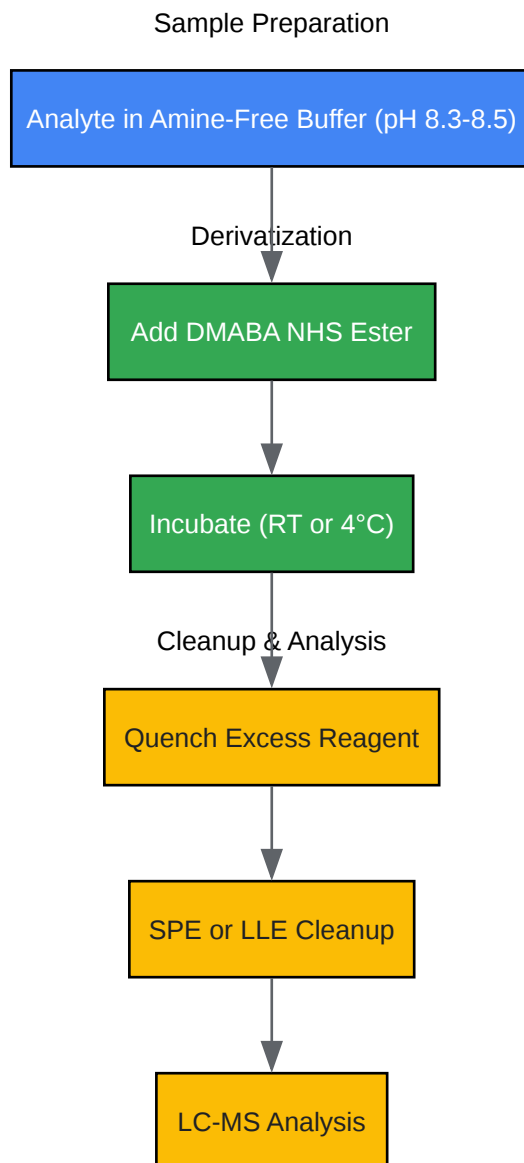 Sample Preparation
Analyte in Amine-Free Buffer (pH 8.3-8.5)
Derivatization
Add DMABA NHS Ester
Incubate (RT or 4°C)
Cleanup & Analysis
Quench Excess Reagent
SPE or LLE Cleanup
LC-MS Analysis